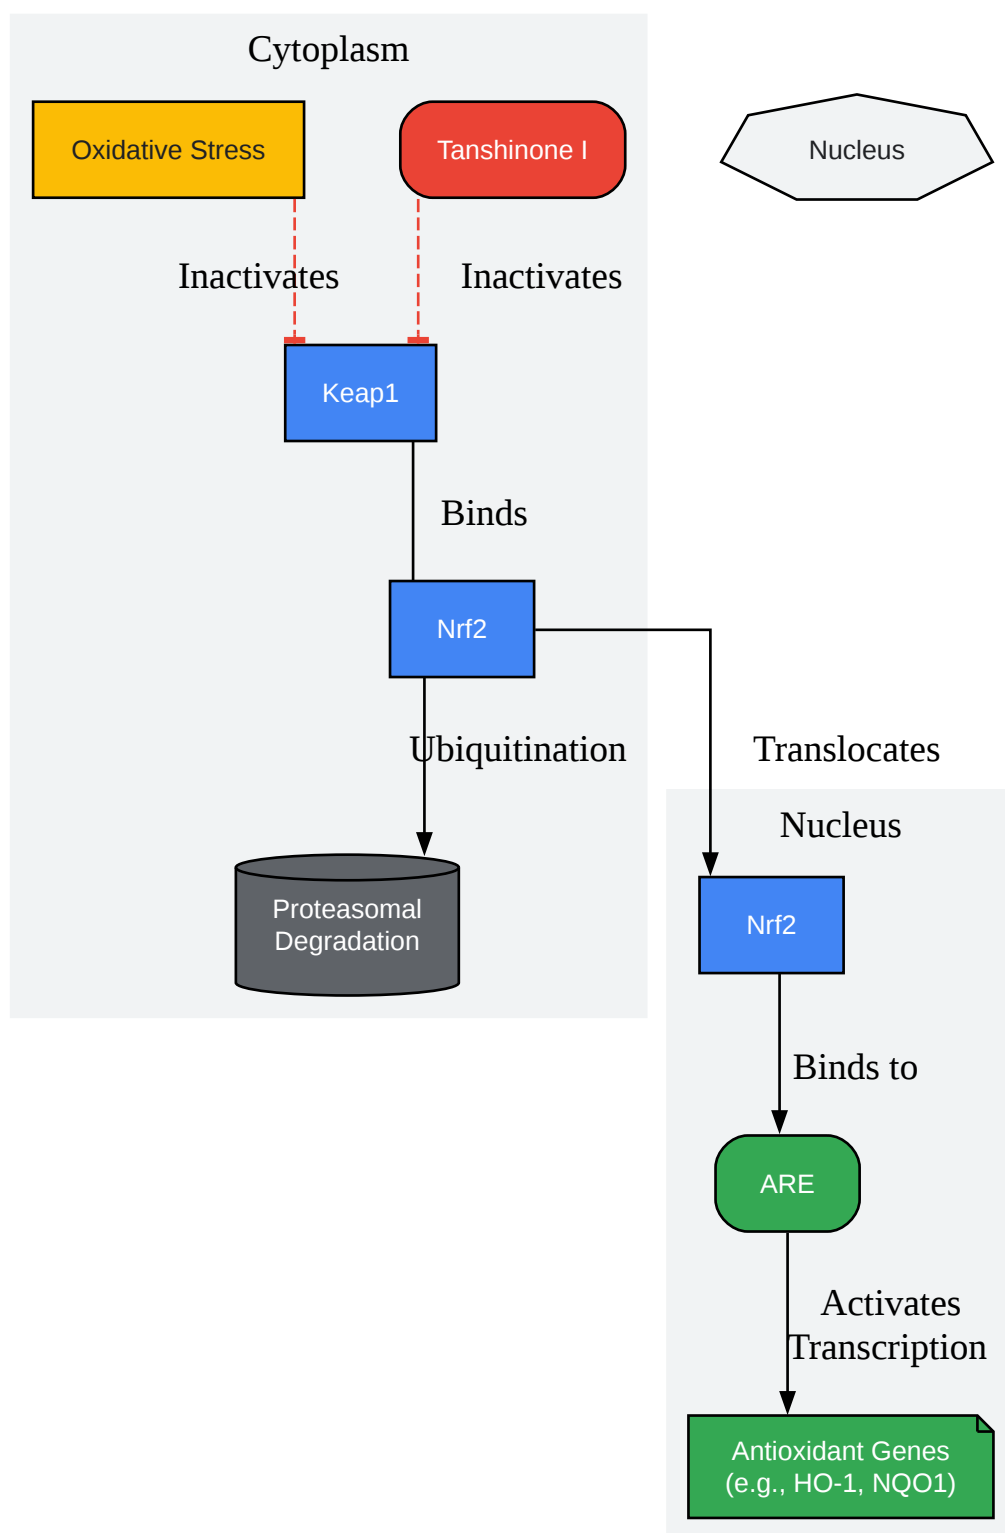 Cytoplasm
Oxidative Stress
Tanshinone I
Nucleus
Inactivates
Inactivates
Keap1
Binds
Nrf2
Ubiquitination
Translocates
Nucleus
Proteasomal
Degradation
Nrf2
Binds to
ARE
Activates
Transcription
Antioxidant Genes
(e.g., HO-1, NQO1)